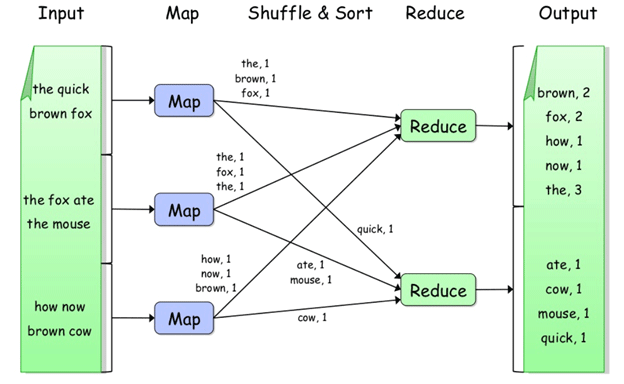 Input Map Shuffle & Sort Reduce Output
the quick
brown fox
the fox ate
the mouse
how now
brown cow
Map
Map
Map
the, 1
brown, 1
fox, 1
the, 1
fox, 1
the, 1
how, 1
now, 1
brown, 1
quick, 1
ate, 1
mouse, 1
cow, 1
Reduce
Reduce
brown, 2
fox, 2
how, 1
now, 1
the, 3
ate, 1
cow, 1
mouse, 1
quick, 1